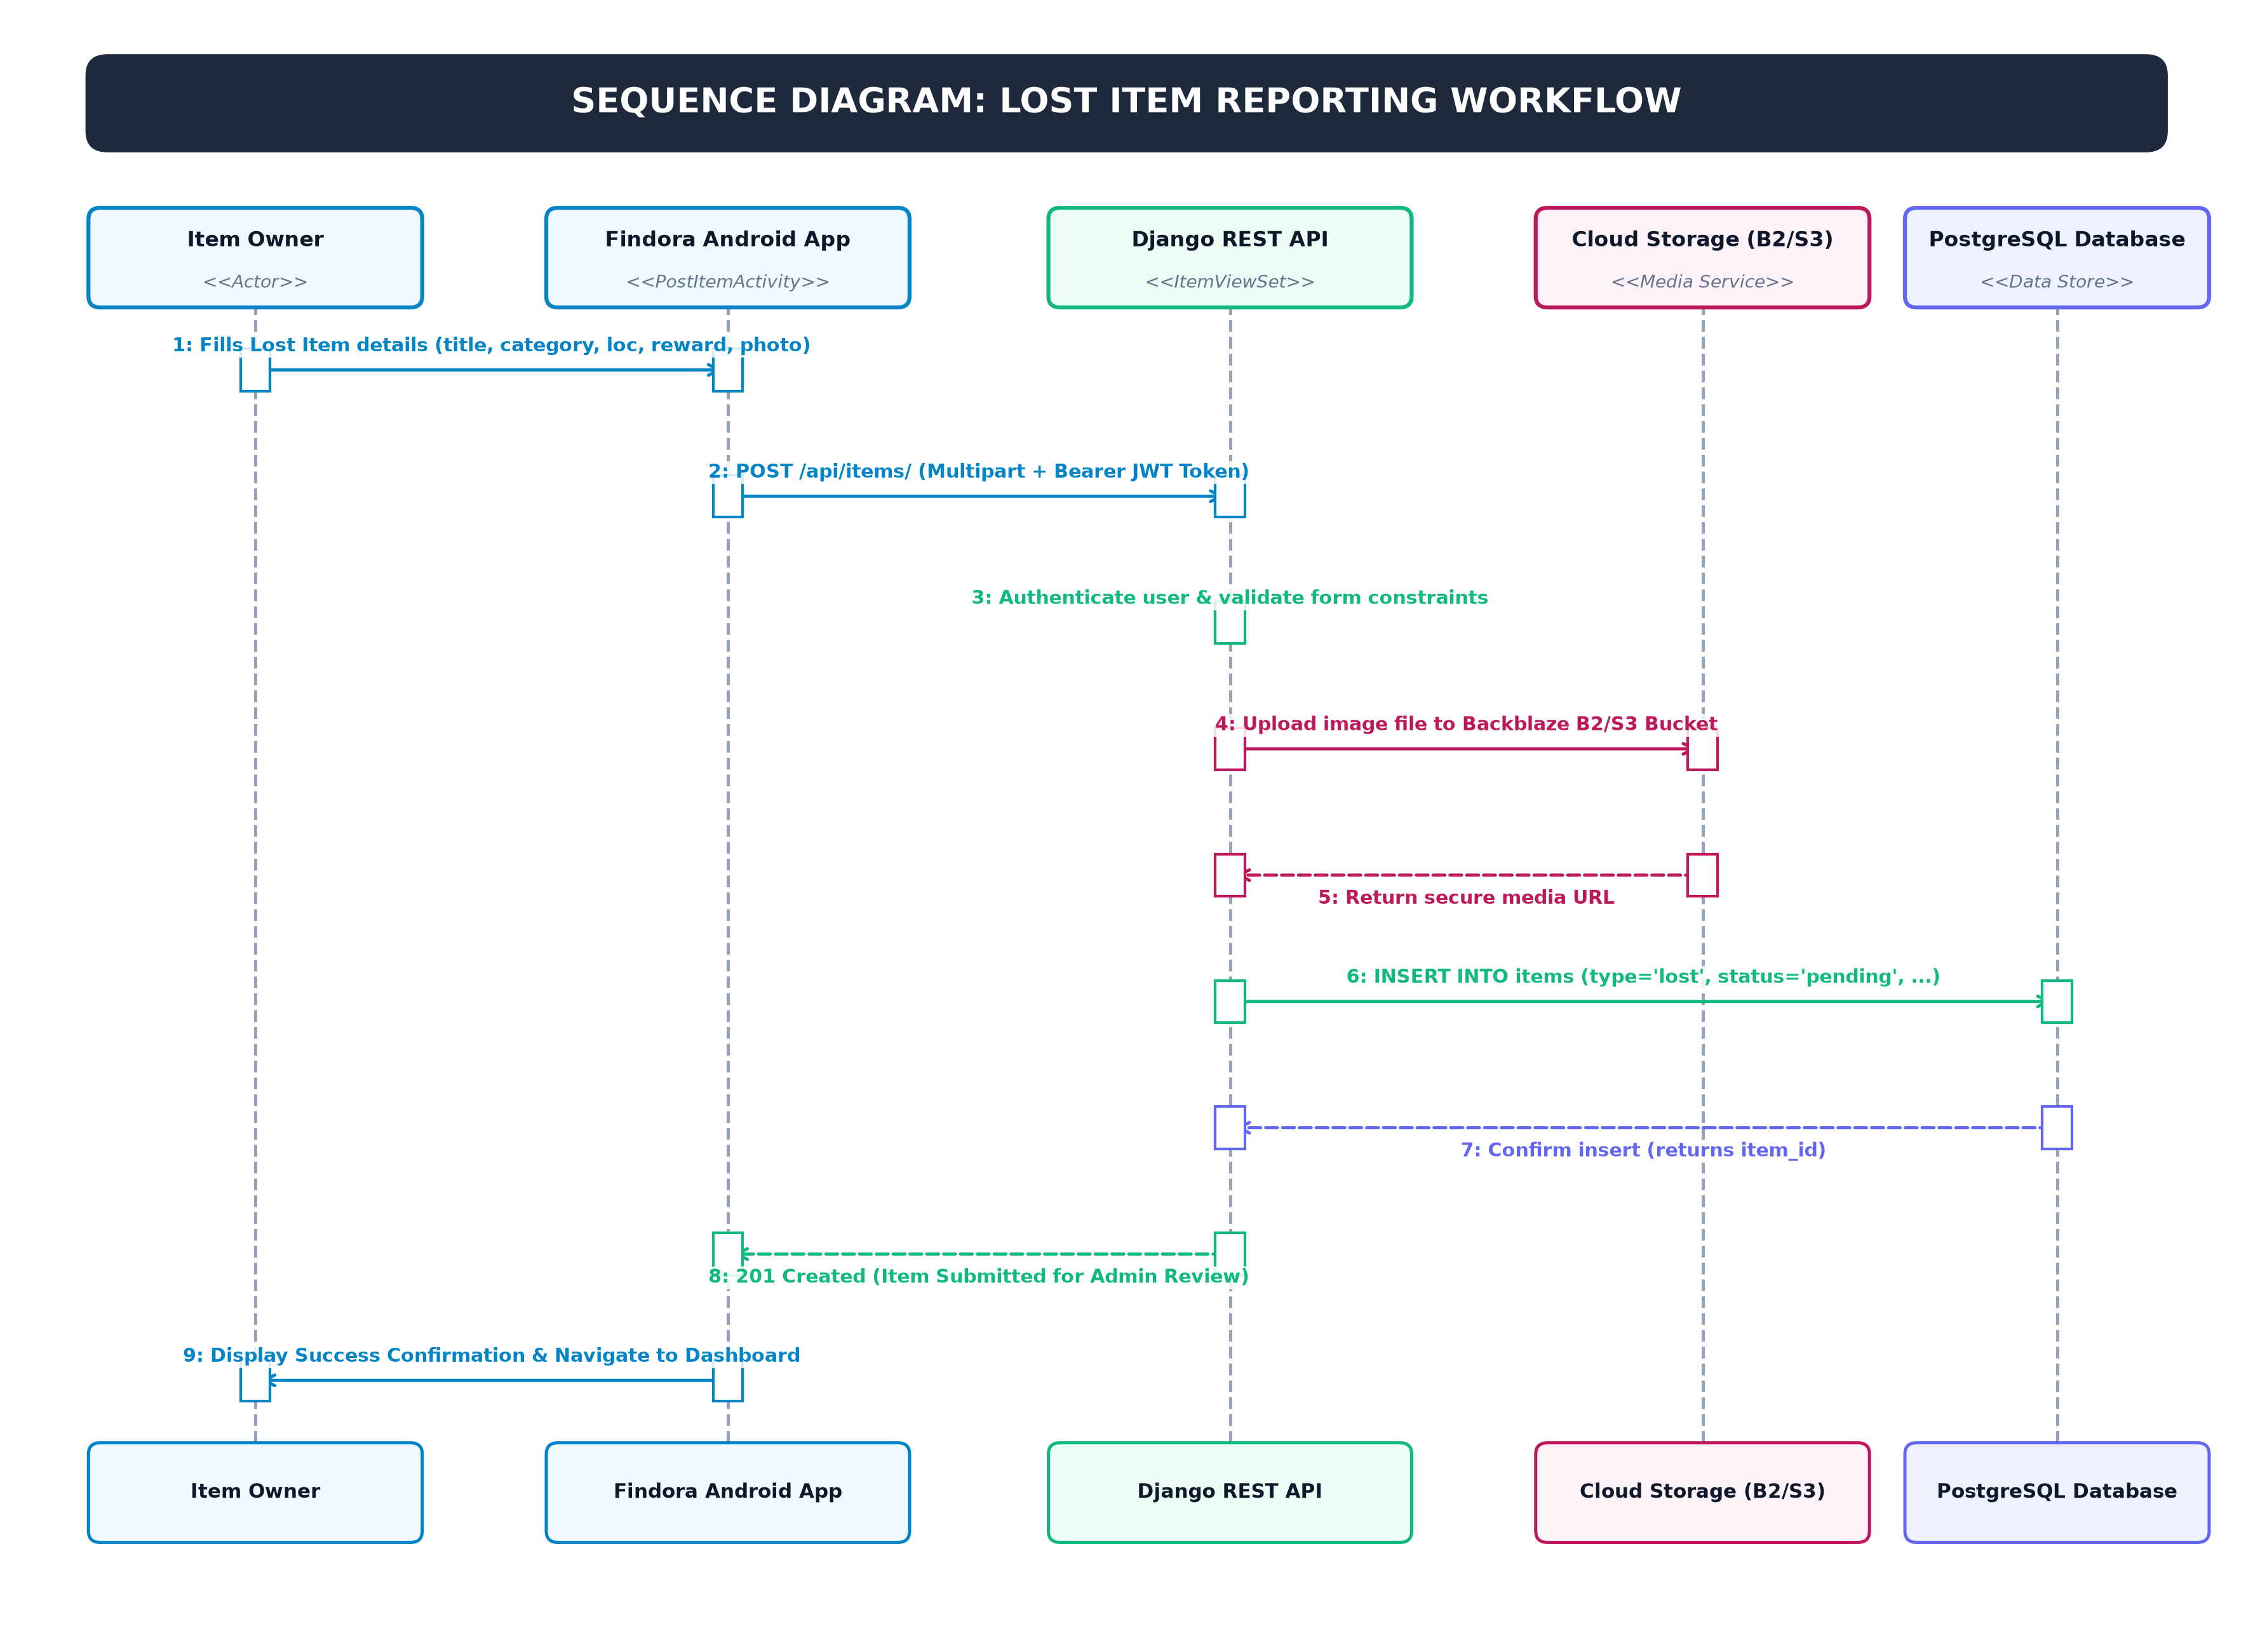 SEQUENCE DIAGRAM: LOST ITEM REPORTING WORKFLOW
Item Owner
<<Actor>>
Findora Android App
<<PostItemActivity>>
Django REST API
<<ItemViewSet>>
Cloud Storage (B2/S3)
<<Media Service>>
PostgreSQL Database
<<Data Store>>
1: Fills Lost Item details (title, category, loc, reward, photo)
2: POST /api/items/ (Multipart + Bearer JWT Token)
3: Authenticate user & validate form constraints
4: Upload image file to Backblaze B2/S3 Bucket
5: Return secure media URL
6: INSERT INTO items (type='lost', status='pending', ...)
7: Confirm insert (returns item_id)
8: 201 Created (Item Submitted for Admin Review)
9: Display Success Confirmation & Navigate to Dashboard
Item Owner
Findora Android App
Django REST API
Cloud Storage (B2/S3)
PostgreSQL Database